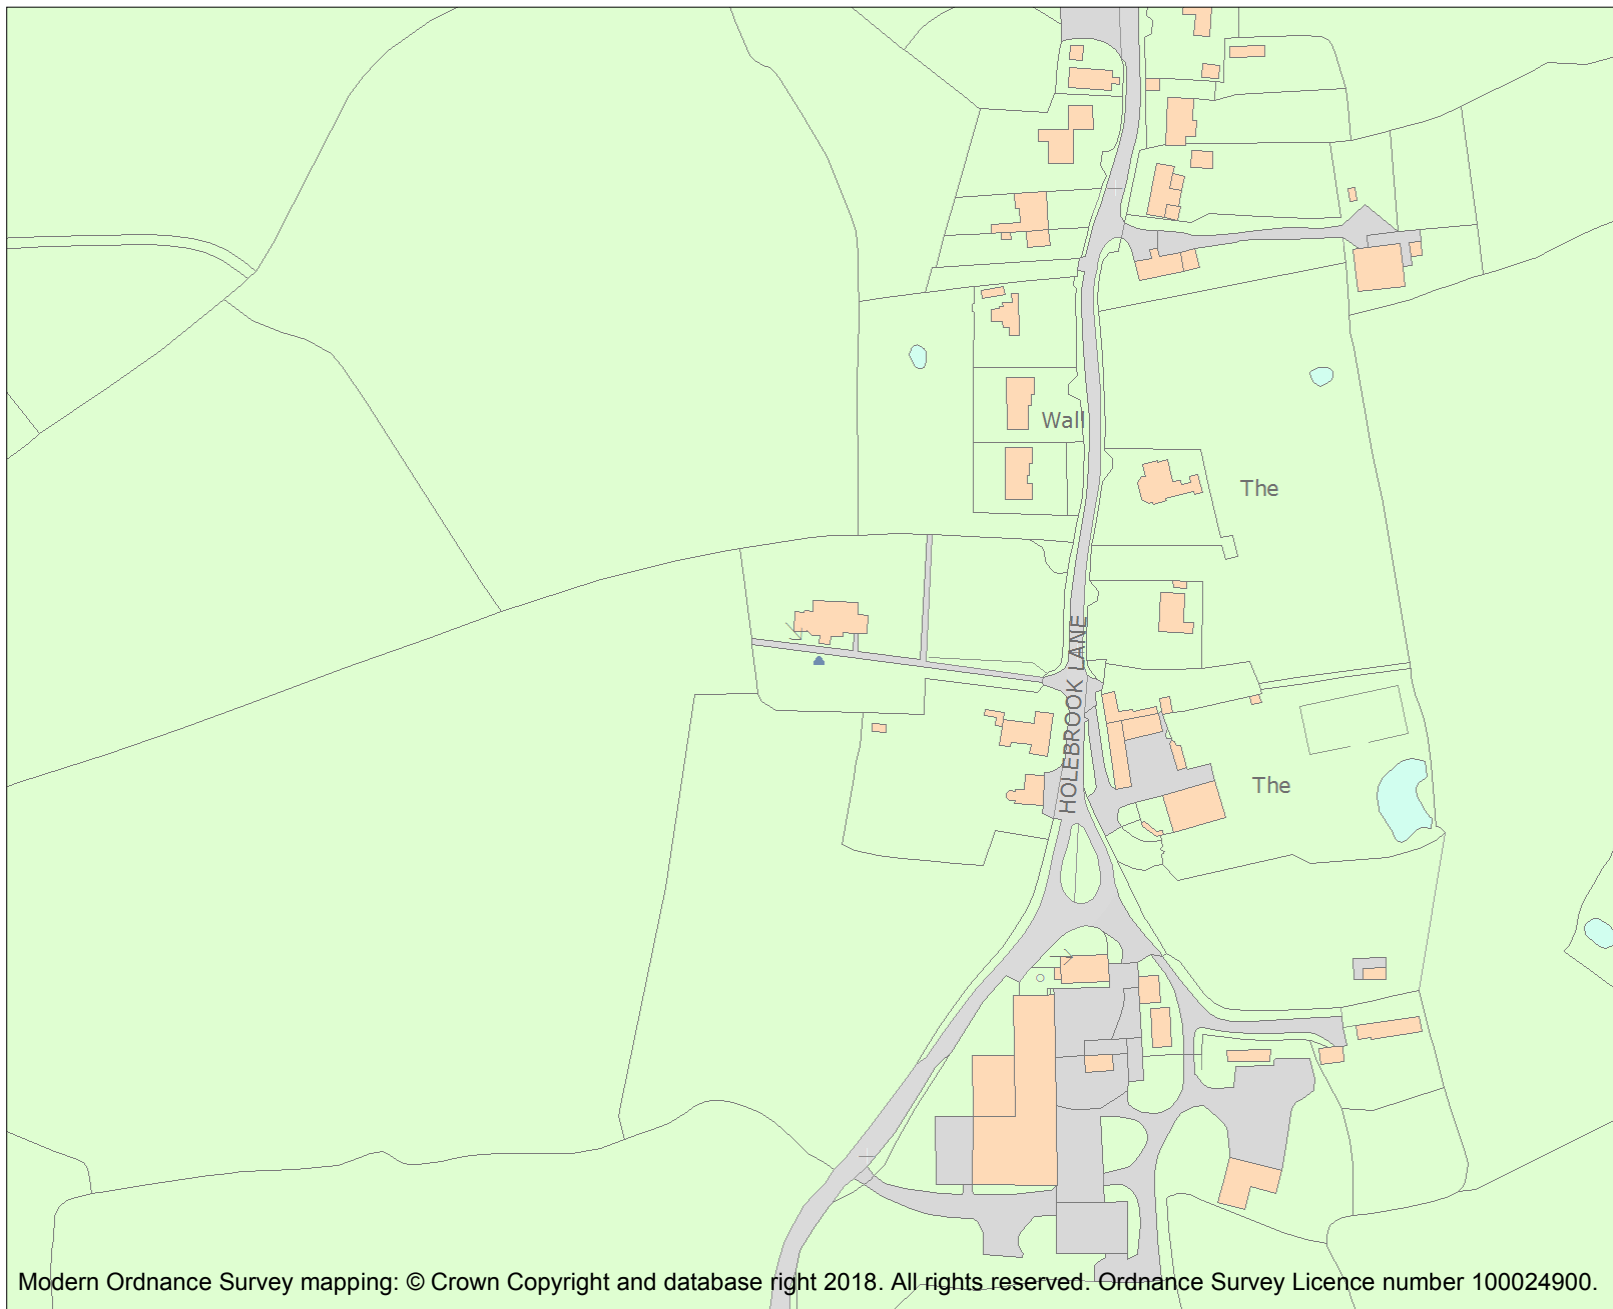 Wall
The
HOLEBROOK LANE
The
Modern Ordnance Survey mapping: © Crown Copyright and database right 2018. All rights reserved. Ordnance Survey Licence number 100024900.